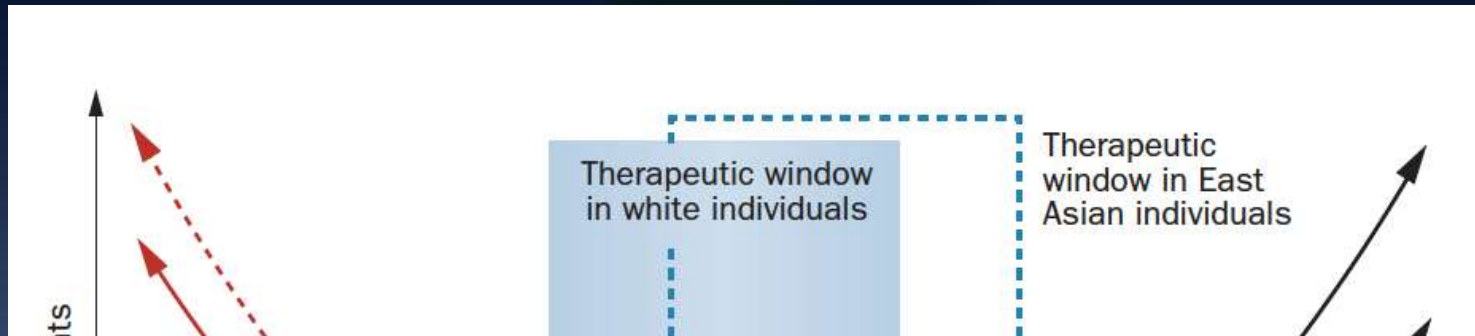 Therapeutic window
in white individuals
Therapeutic
window in East
Asian individuals